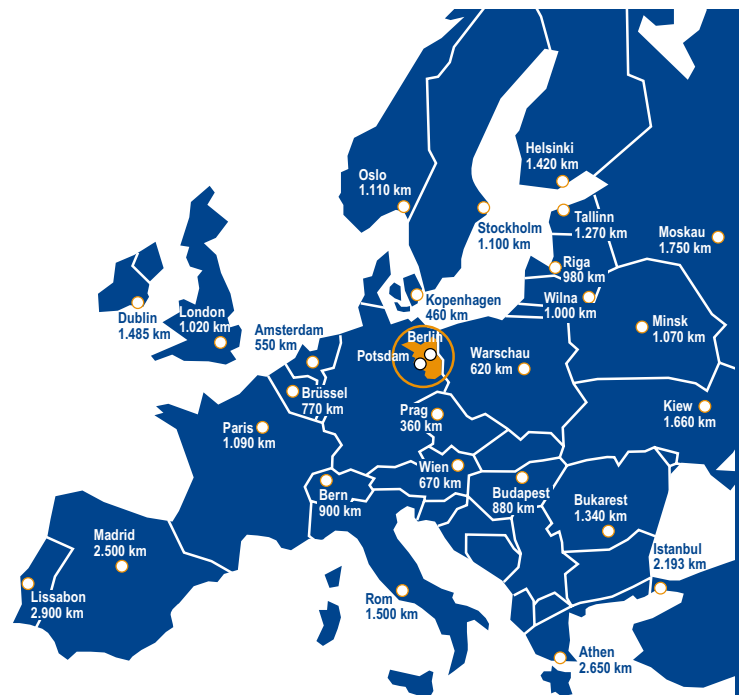 Helsinki
1.420 km
Oslo
1.110 km
Tallinn
1.270 km
Stockholm
1.100 km
Moskau
1.750 km
Riga
980 km
Wilna
1.000 km
Kopenhagen
460 km
Dublin
1.485 km
London
1.020 km
Minsk
1.070 km
Amsterdam
550 km
Berlin
Potsdam
Warschau
620 km
Brüssel
770 km
Prag
360 km
Kiew
1.660 km
Paris
1.090 km
Wien
670 km
Bern
900 km
Budapest
880 km
Bukarest
1.340 km
Madrid
2.500 km
Istanbul
2.193 km
Lissabon
2.900 km
Rom
1.500 km
Athen
2.650 km